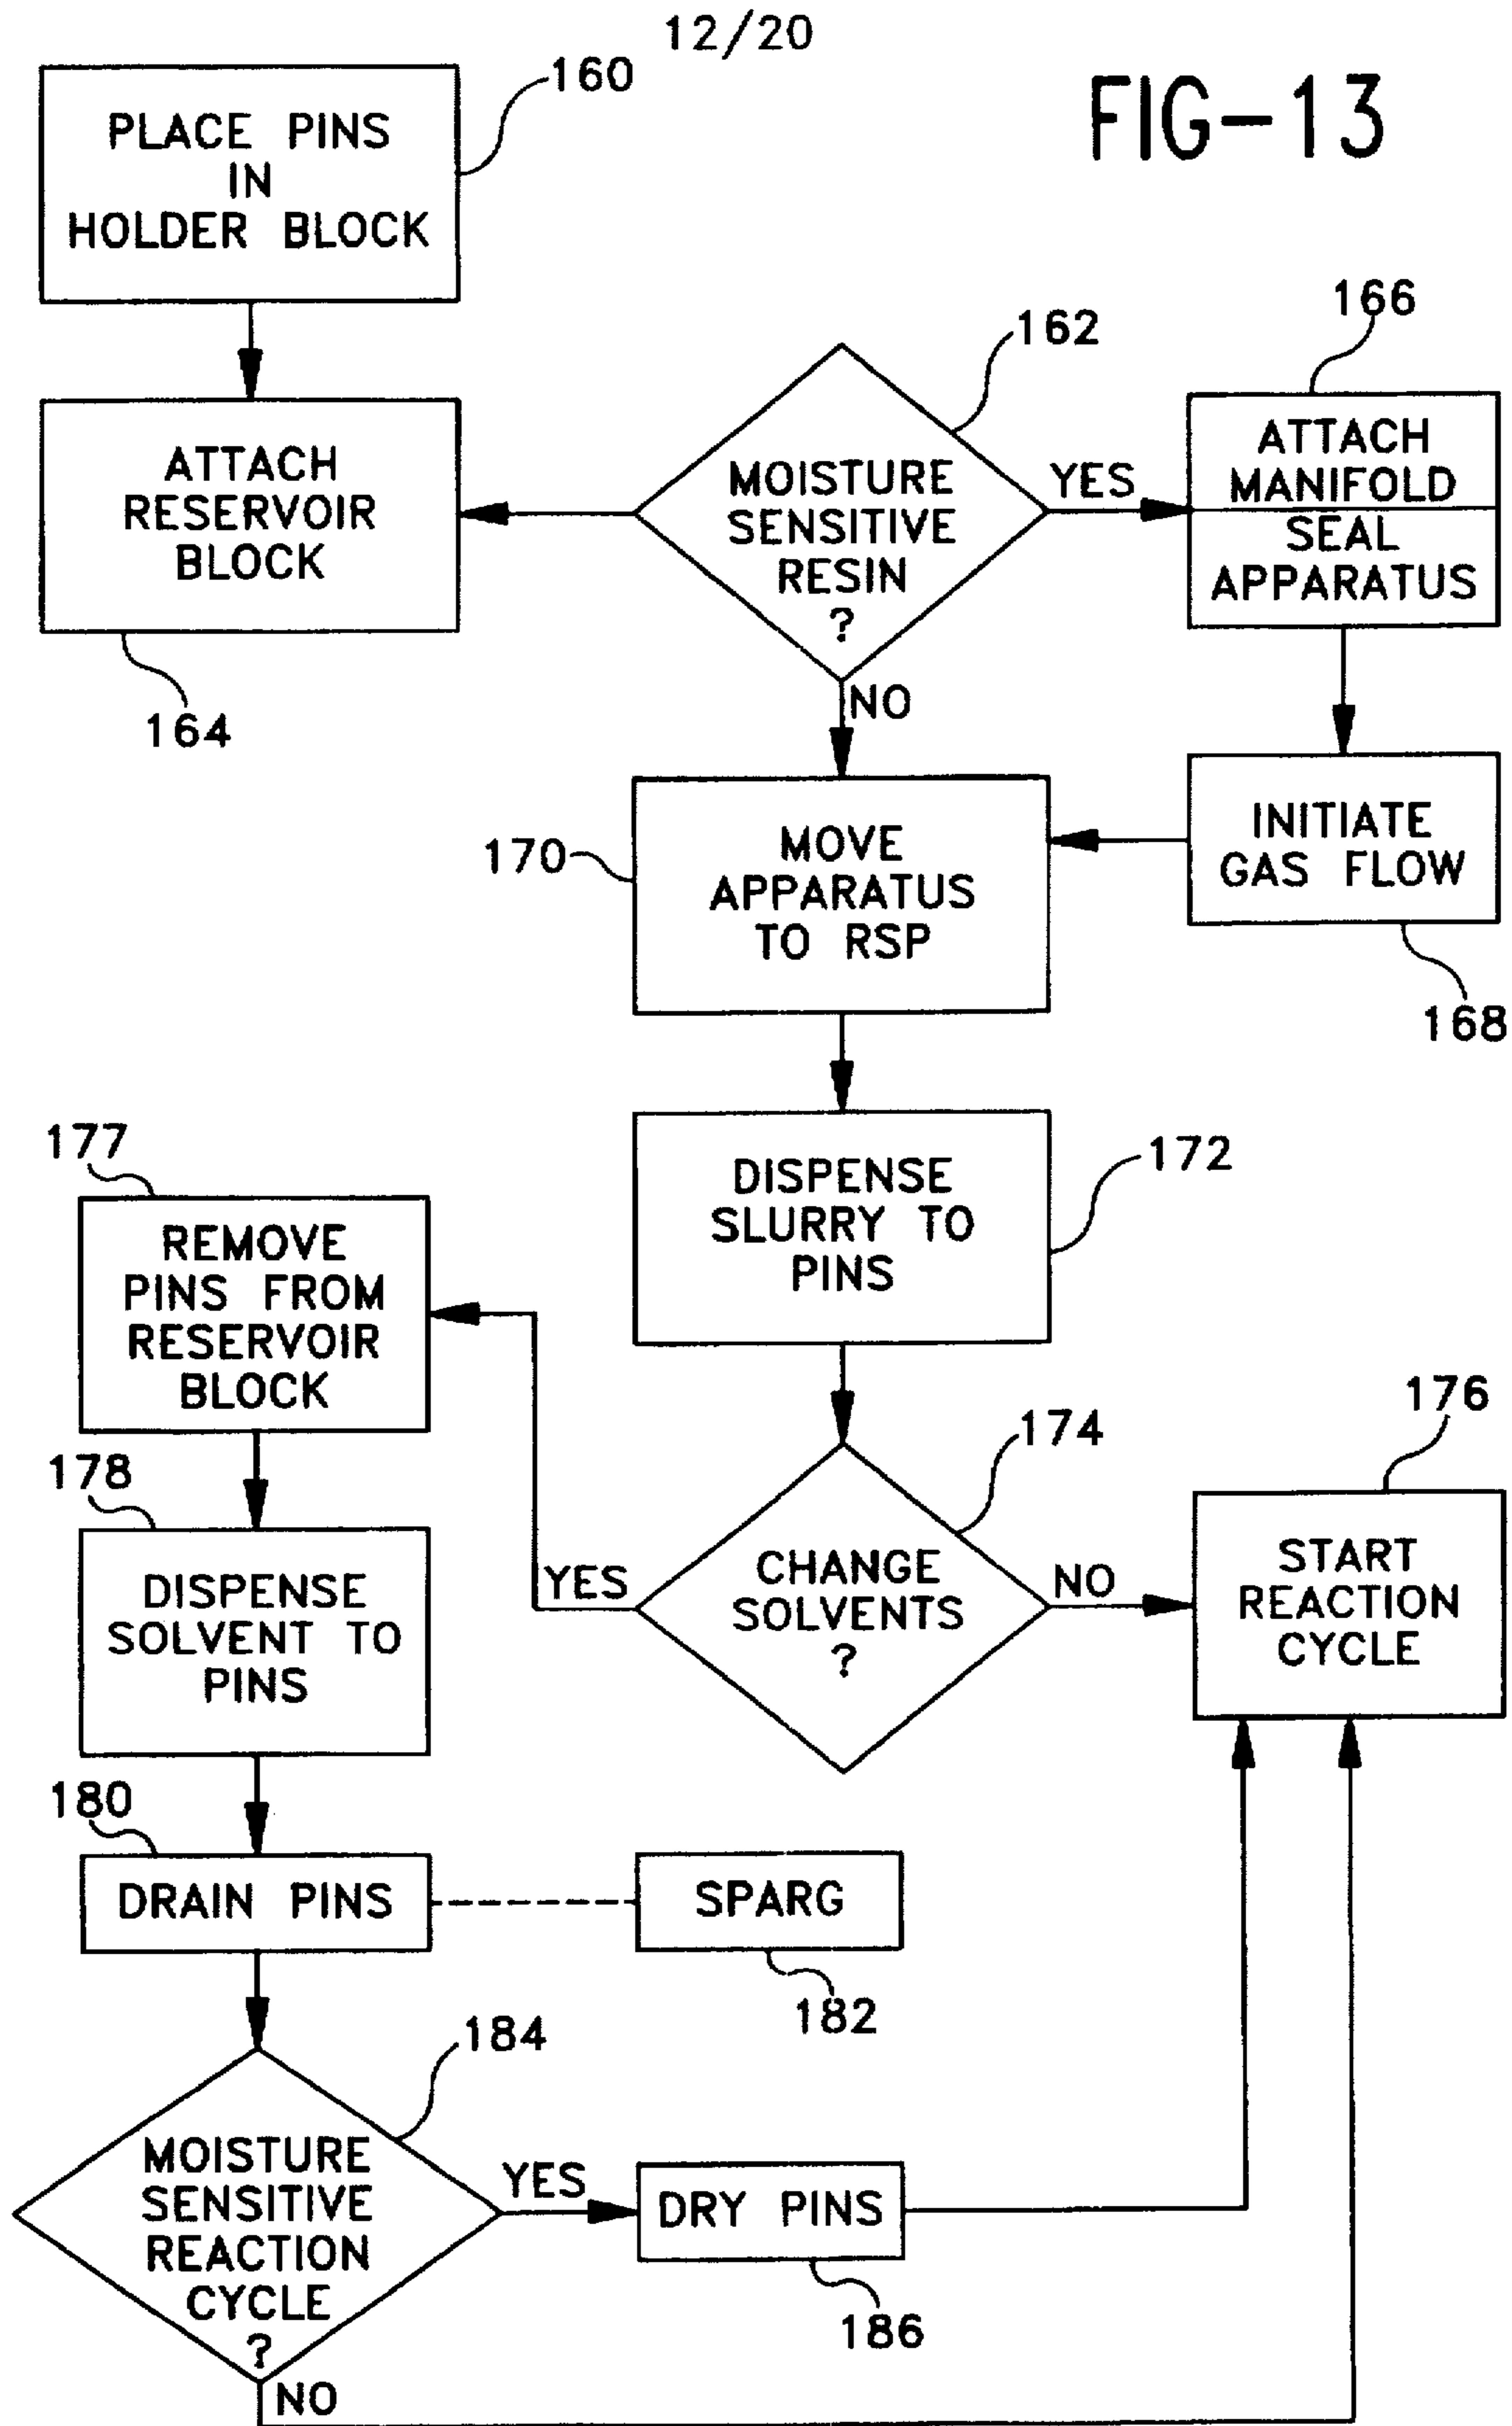 12/20
FIG-13
160
PLACE PINS
IN
HOLDER BLOCK
162
166
ATTACH
RESERVOIR
BLOCK
164
MOISTURE
SENSITIVE
RESIN
?
YES
NO
ATTACH
MANIFOLD
SEAL
APPARATUS
170
MOVE
APPARATUS
TO RSP
INITIATE
GAS FLOW
168
172
DISPENSE
SLURRY TO
PINS
177
REMOVE
PINS FROM
RESERVOIR
BLOCK
174
176
178
YES
CHANGE
SOLVENTS
?
NO
START
REACTION
CYCLE
DISPENSE
SOLVENT TO
PINS
180
DRAIN PINS
SPARG
182
184
MOISTURE
SENSITIVE
REACTION
CYCLE
?
YES
DRY PINS
186
NO